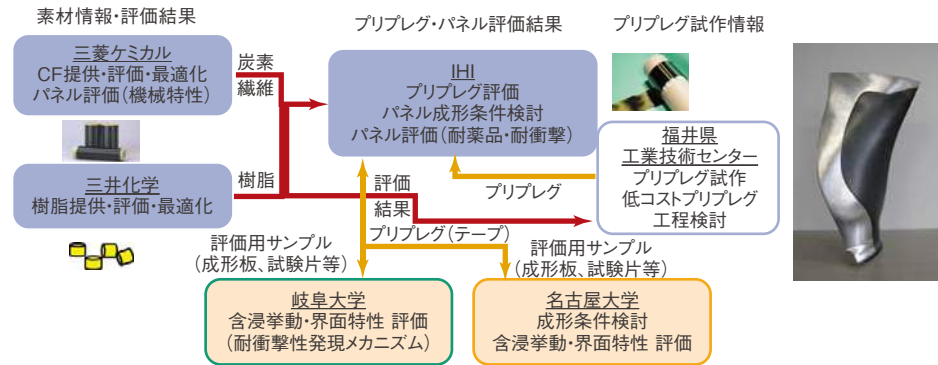 素材情報・評価結果
プリプレグ・パネル評価結果
プリプレグ試作情報
三菱ケミカル
CF提供・評価・最適化
パネル評価(機械特性)
炭素
繊維
IHI
プリプレグ評価
パネル成形条件検討
パネル評価(耐薬品・耐衝撃)
福井県
工業技術センター
プリプレグ試作
低コストプリプレグ
工程検討
三井化学
樹脂提供・評価・最適化
樹脂
評価
結果
プリプレグ
プリプレグ(テープ)
評価用サンプル
(成形板、試験片等)
評価用サンプル
(成形板、試験片等)
岐阜大学
含浸挙動・界面特性 評価
(耐衝撃性発現メカニズム)
名古屋大学
成形条件検討
含浸挙動・界面特性 評価